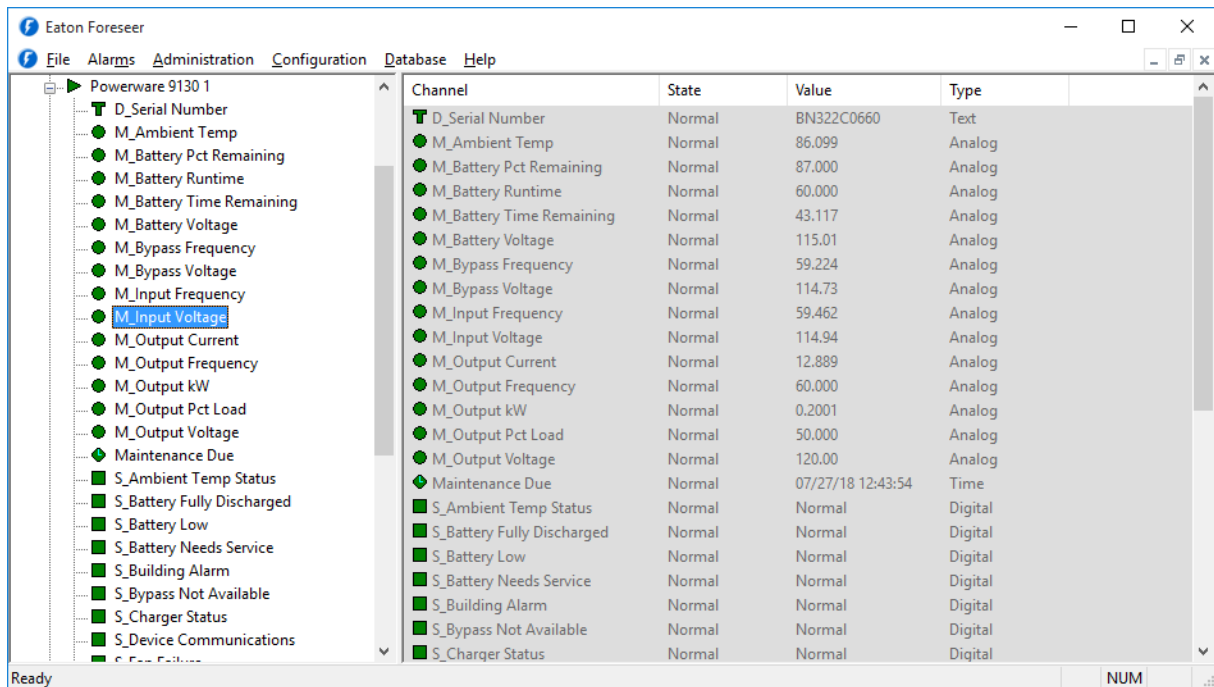 Eaton Foreseer
File Alarms Administration Configuration Database Help
Powerware 9130 1
D_Serial Number
M_Ambient Temp
M_Battery Pct Remaining
M_Battery Runtime
M_Battery Time Remaining
M_Battery Voltage
M_Bypass Frequency
M_Bypass Voltage
M_Input Frequency
M_Input Voltage
M_Output Current
M_Output Frequency
M_Output kW
M_Output Pct Load
M_Output Voltage
Maintenance Due
S_Ambient Temp Status
S_Battery Fully Discharged
S_Battery Low
S_Battery Needs Service
S_Building Alarm
S_Bypass Not Available
S_Charger Status
S_Device Communications
S_Fan Failure
Channel State Value Type
D_Serial Number Normal BN322C0660 Text
M_Ambient Temp Normal 86.099 Analog
M_Battery Pct Remaining Normal 87.000 Analog
M_Battery Runtime Normal 60.000 Analog
M_Battery Time Remaining Normal 43.117 Analog
M_Battery Voltage Normal 115.01 Analog
M_Bypass Frequency Normal 59.224 Analog
M_Bypass Voltage Normal 114.73 Analog
M_Input Frequency Normal 59.462 Analog
M_Input Voltage Normal 114.94 Analog
M_Output Current Normal 12.889 Analog
M_Output Frequency Normal 60.000 Analog
M_Output kW Normal 0.2001 Analog
M_Output Pct Load Normal 50.000 Analog
M_Output Voltage Normal 120.00 Analog
Maintenance Due Normal 07/27/18 12:43:54 Time
S_Ambient Temp Status Normal Normal Digital
S_Battery Fully Discharged Normal Normal Digital
S_Battery Low Normal Normal Digital
S_Battery Needs Service Normal Normal Digital
S_Building Alarm Normal Normal Digital
S_Bypass Not Available Normal Normal Digital
S_Charger Status Normal Normal Digital
Ready NUM